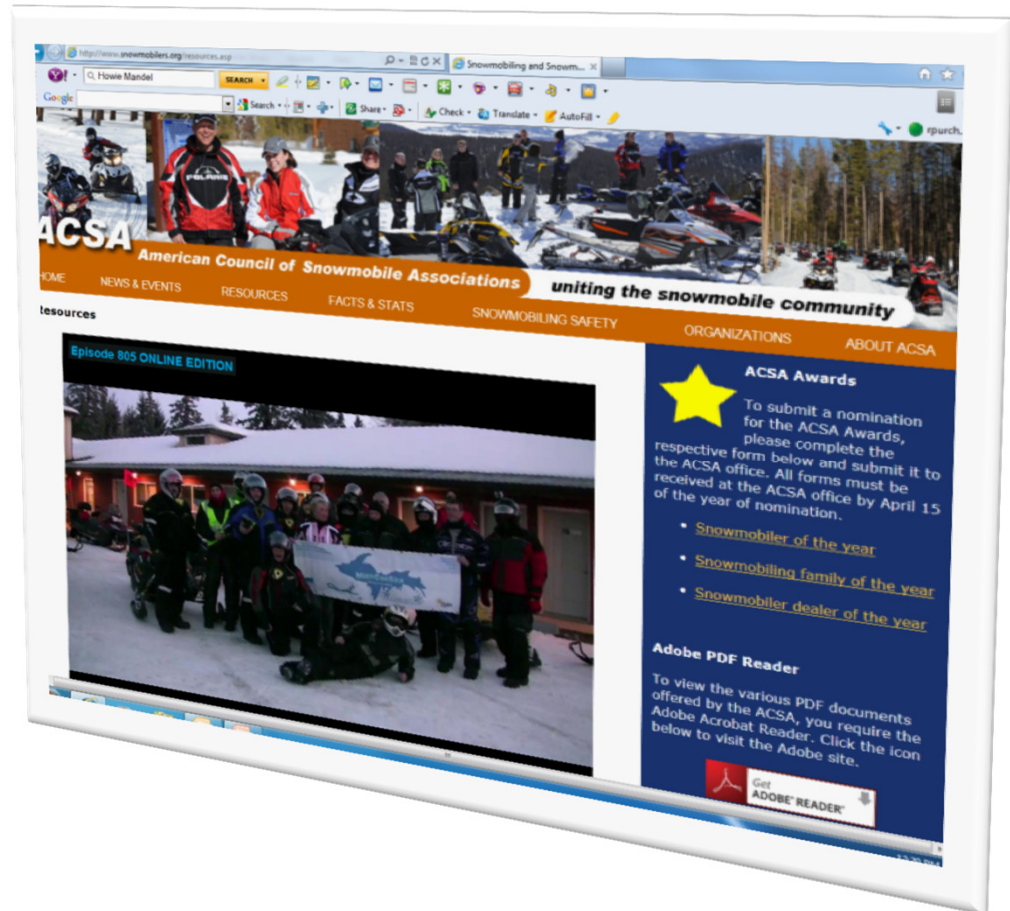 http://www.snowmobilers.org/resources.asp
Snowmobiling and Snowm...
Howie Mandel
SEARCH
Google
Search
Share
Check
Translate
AutoFill
rpurch.
POLARIS
ACSA
American Council of Snowmobile Associations
uniting the snowmobile community
HOME NEWS & EVENTS RESOURCES FACTS & STATS SNOWMOBILING SAFETY ORGANIZATIONS ABOUT ACSA
Resources
Episode 805 ONLINE EDITION
ACSA Awards
To submit a nomination
for the ACSA Awards,
please complete the
respective form below and submit it to
the ACSA office. All forms must be
received at the ACSA office by April 15
of the year of nomination.
• Snowmobiler of the year
• Snowmobiling family of the year
• Snowmobiler dealer of the year
Adobe PDF Reader
To view the various PDF documents
offered by the ACSA, you require the
Adobe Acrobat Reader. Click the icon
below to visit the Adobe site.
Get
ADOBE® READER®